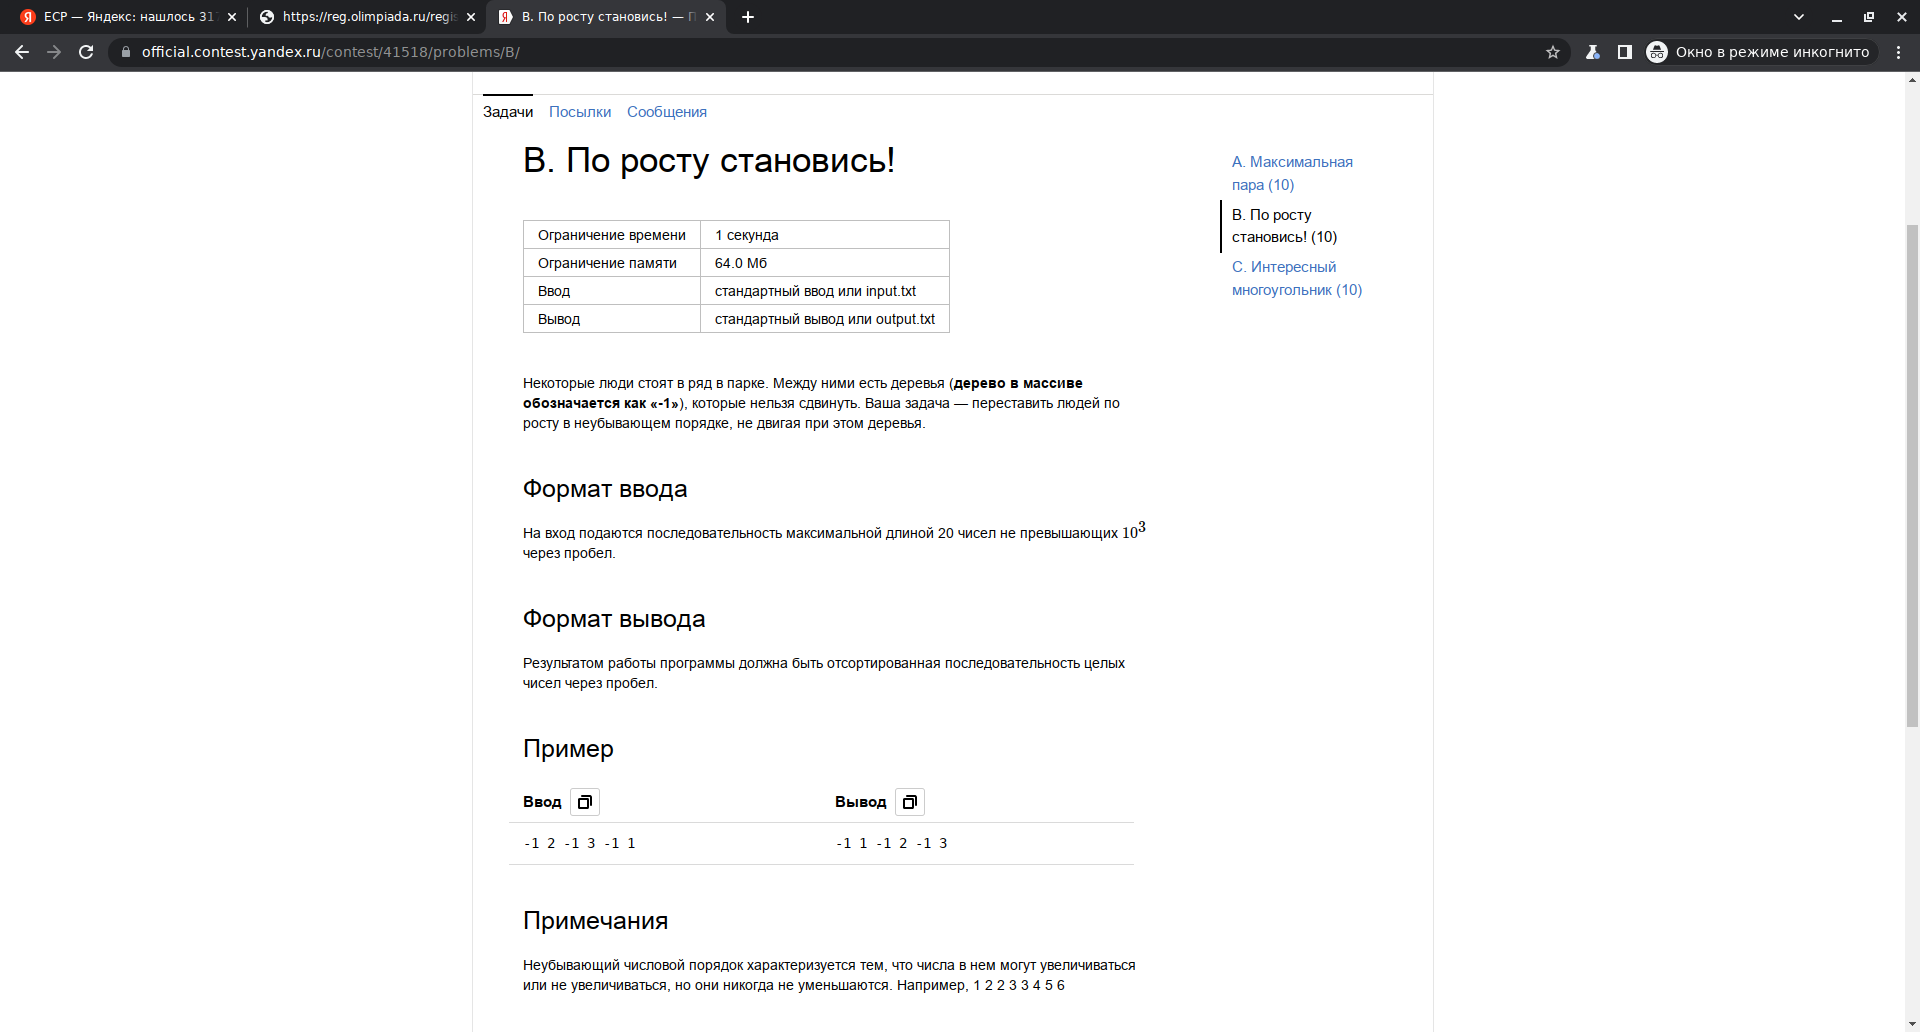 ЕСР — Яндекс: нашлось 317
https://reg.olimpiada.ru/regis
B. По росту становись! — П
official.contest.yandex.ru/contest/41518/problems/B/
Окно в режиме инкогнито
Задачи Посылки Сообщения
B. По росту становись!
A. Максимальная
пара (10)
B. По росту
становись! (10)
C. Интересный
многоугольник (10)
Ограничение времени 1 секунда
Ограничение памяти 64.0 Мб
Ввод стандартный ввод или input.txt
Вывод стандартный вывод или output.txt
Некоторые люди стоят в ряд в парке. Между ними есть деревья (дерево в массиве
обозначается как «-1»), которые нельзя сдвинуть. Ваша задача — переставить людей по
росту в неубывающем порядке, не двигая при этом деревья.
Формат ввода
На вход подаются последовательность максимальной длиной 20 чисел не превышающих 10³
через пробел.
Формат вывода
Результатом работы программы должна быть отсортированная последовательность целых
чисел через пробел.
Пример
Ввод Вывод
-1 2 -1 3 -1 1 -1 1 -1 2 -1 3
Примечания
Неубывающий числовой порядок характеризуется тем, что числа в нем могут увеличиваться
или не увеличиваться, но они никогда не уменьшаются. Например, 1 2 2 3 3 4 5 6